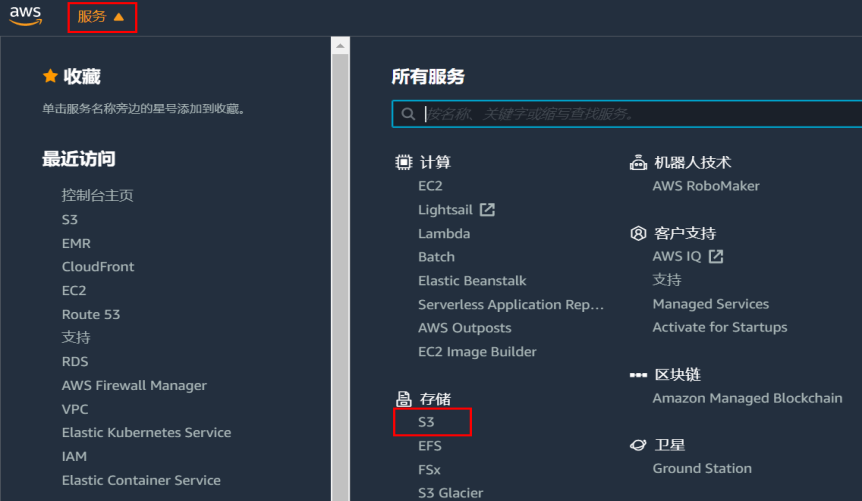 aws
服务
收藏
单击服务名称旁边的星号添加到收藏。
最近访问
控制台主页
S3
EMR
CloudFront
EC2
Route 53
支持
RDS
AWS Firewall Manager
VPC
Elastic Kubernetes Service
IAM
Elastic Container Service
所有服务
按名称、关键字或缩写查找服务。
计算
EC2
Lightsail
Lambda
Batch
Elastic Beanstalk
Serverless Application Rep...
AWS Outposts
EC2 Image Builder
存储
S3
EFS
FSx
S3 Glacier
机器人技术
AWS RoboMaker
客户支持
AWS IQ
支持
Managed Services
Activate for Startups
区块链
Amazon Managed Blockchain
卫星
Ground Station